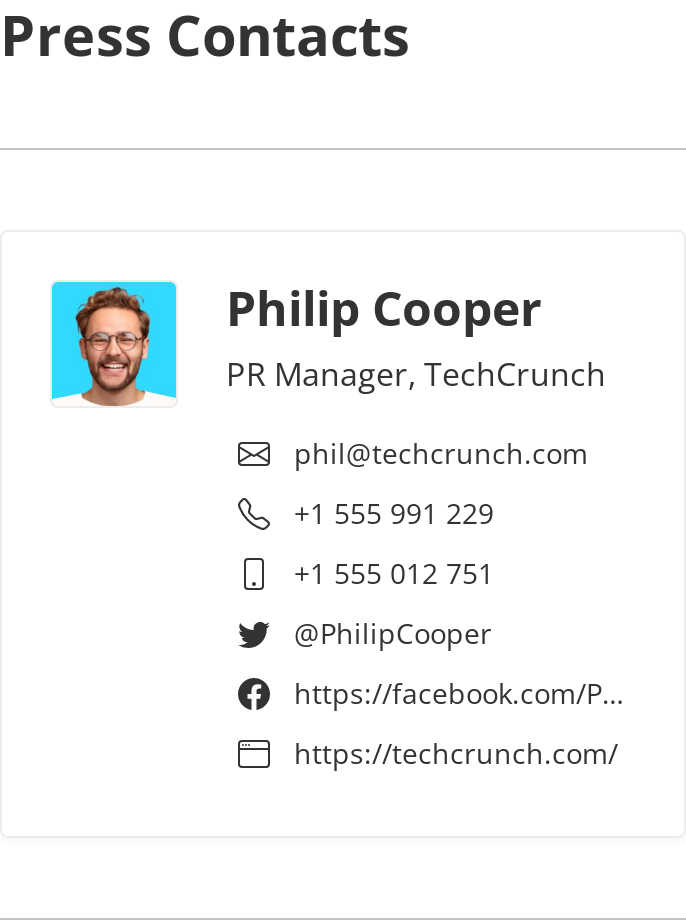 Press Contacts
Philip Cooper
PR Manager, TechCrunch
phil@techcrunch.com
+1 555 991 229
+1 555 012 751
@PhilipCooper
https://facebook.com/P...
https://techcrunch.com/